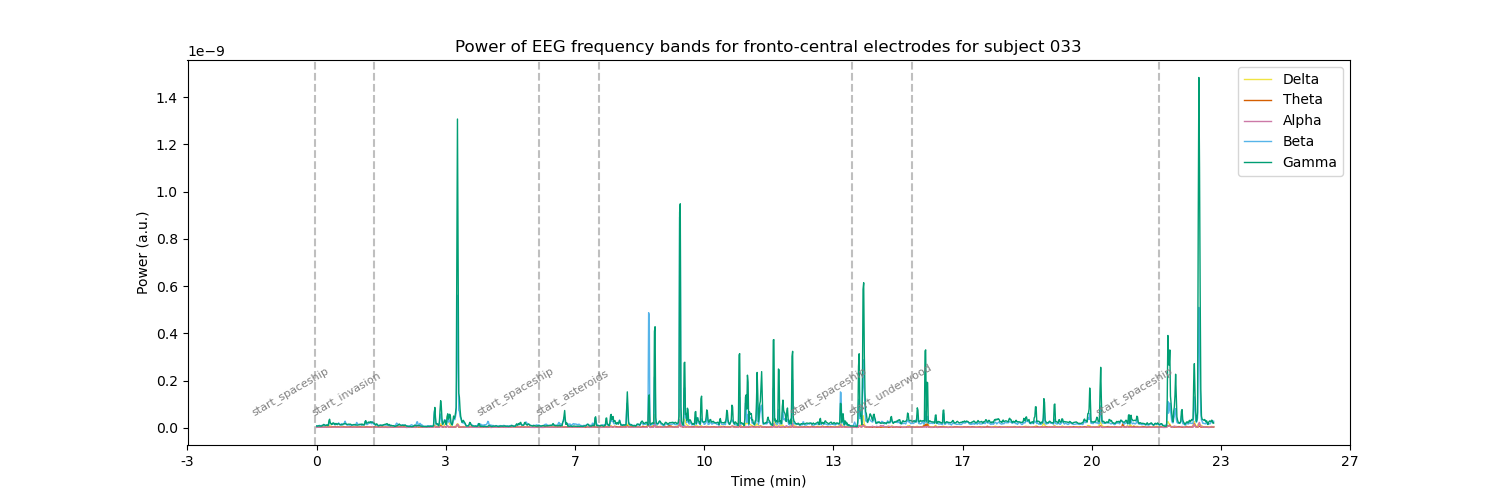 Power of EEG frequency bands for fronto-central electrodes for subject 033
1e−9
Delta
Theta
Alpha
Beta
Gamma
1.4
1.2
1.0
0.8
0.6
0.4
0.2
0.0
Power (a.u.)
start_spaceship
start_invasion
start_spaceship
start_asteroids
start_spaceship
start_underwood
start_spaceship
-3
0
3
7
10
13
17
20
23
27
Time (min)